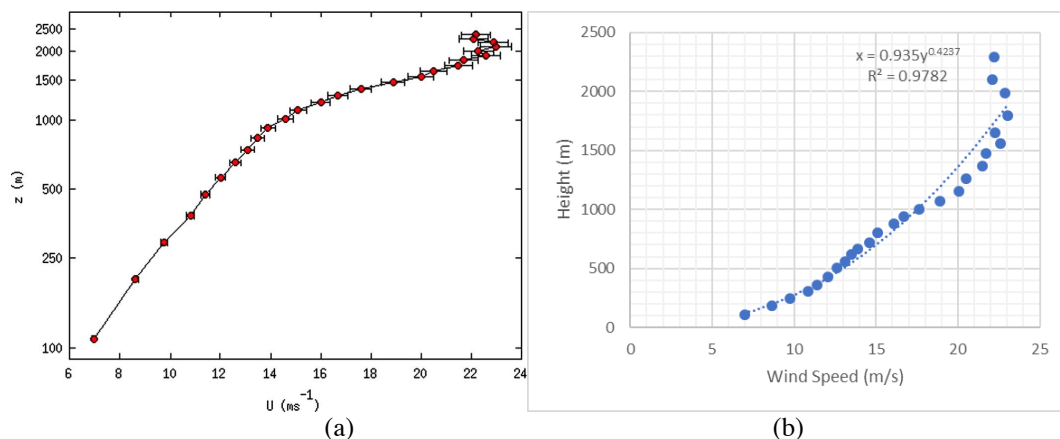 2500
2000
1500
1000
500
250
100
z (m)
6 8 10 12 14 16 18 20 22 24
U (ms⁻¹)
(a)
2500
2000
1500
1000
500
0
Height (m)
x = 0.935y^0.4237
R² = 0.9782
0 5 10 15 20 25
Wind Speed (m/s)
(b)